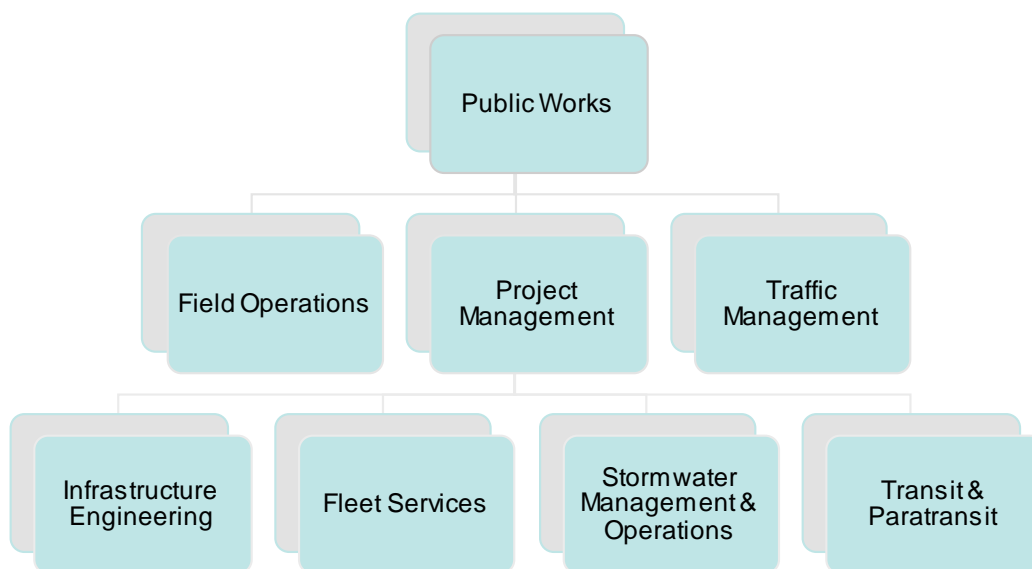 Public Works
Field Operations
Project
Management
Traffic
Management
Infrastructure
Engineering
Fleet Services
Stormwater
Management &
Operations
Transit &
Paratransit